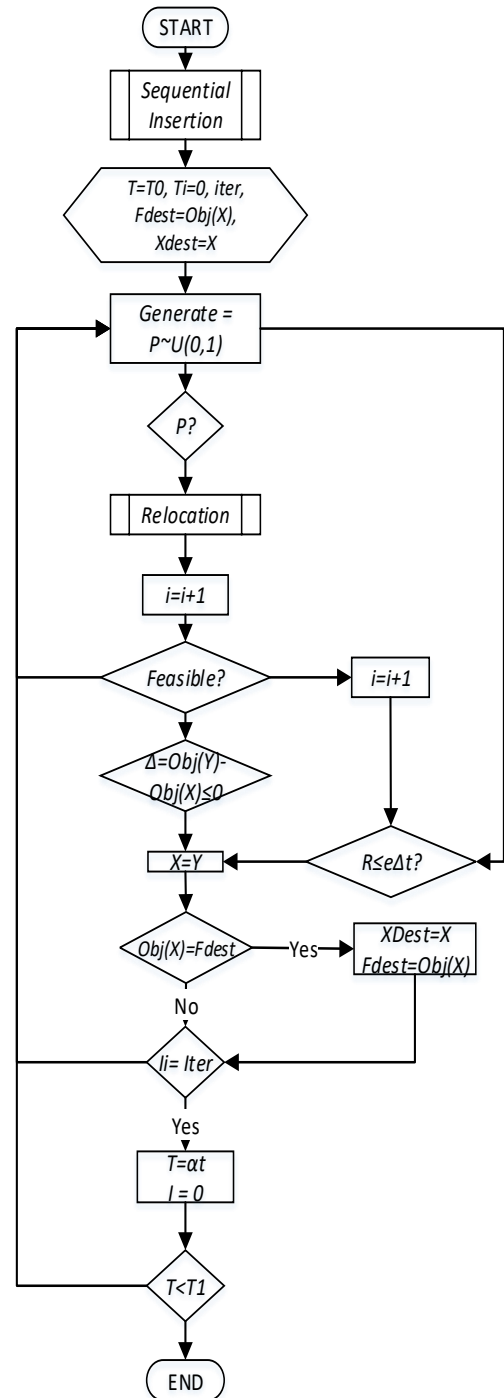 START
Sequential
Insertion
T=T0, Ti=0, iter,
Fdest=Obj(X),
Xdest=X
Generate =
P~U(0,1)
P?
Relocation
i=i+1
Feasible?
i=i+1
Δ=Obj(Y)-
Obj(X)≤0
R≤eΔt?
X=Y
Obj(X)=Fdest
Yes
XDest=X
Fdest=Obj(X)
No
Ii= Iter
Yes
T=αt
I = 0
T<T1
END